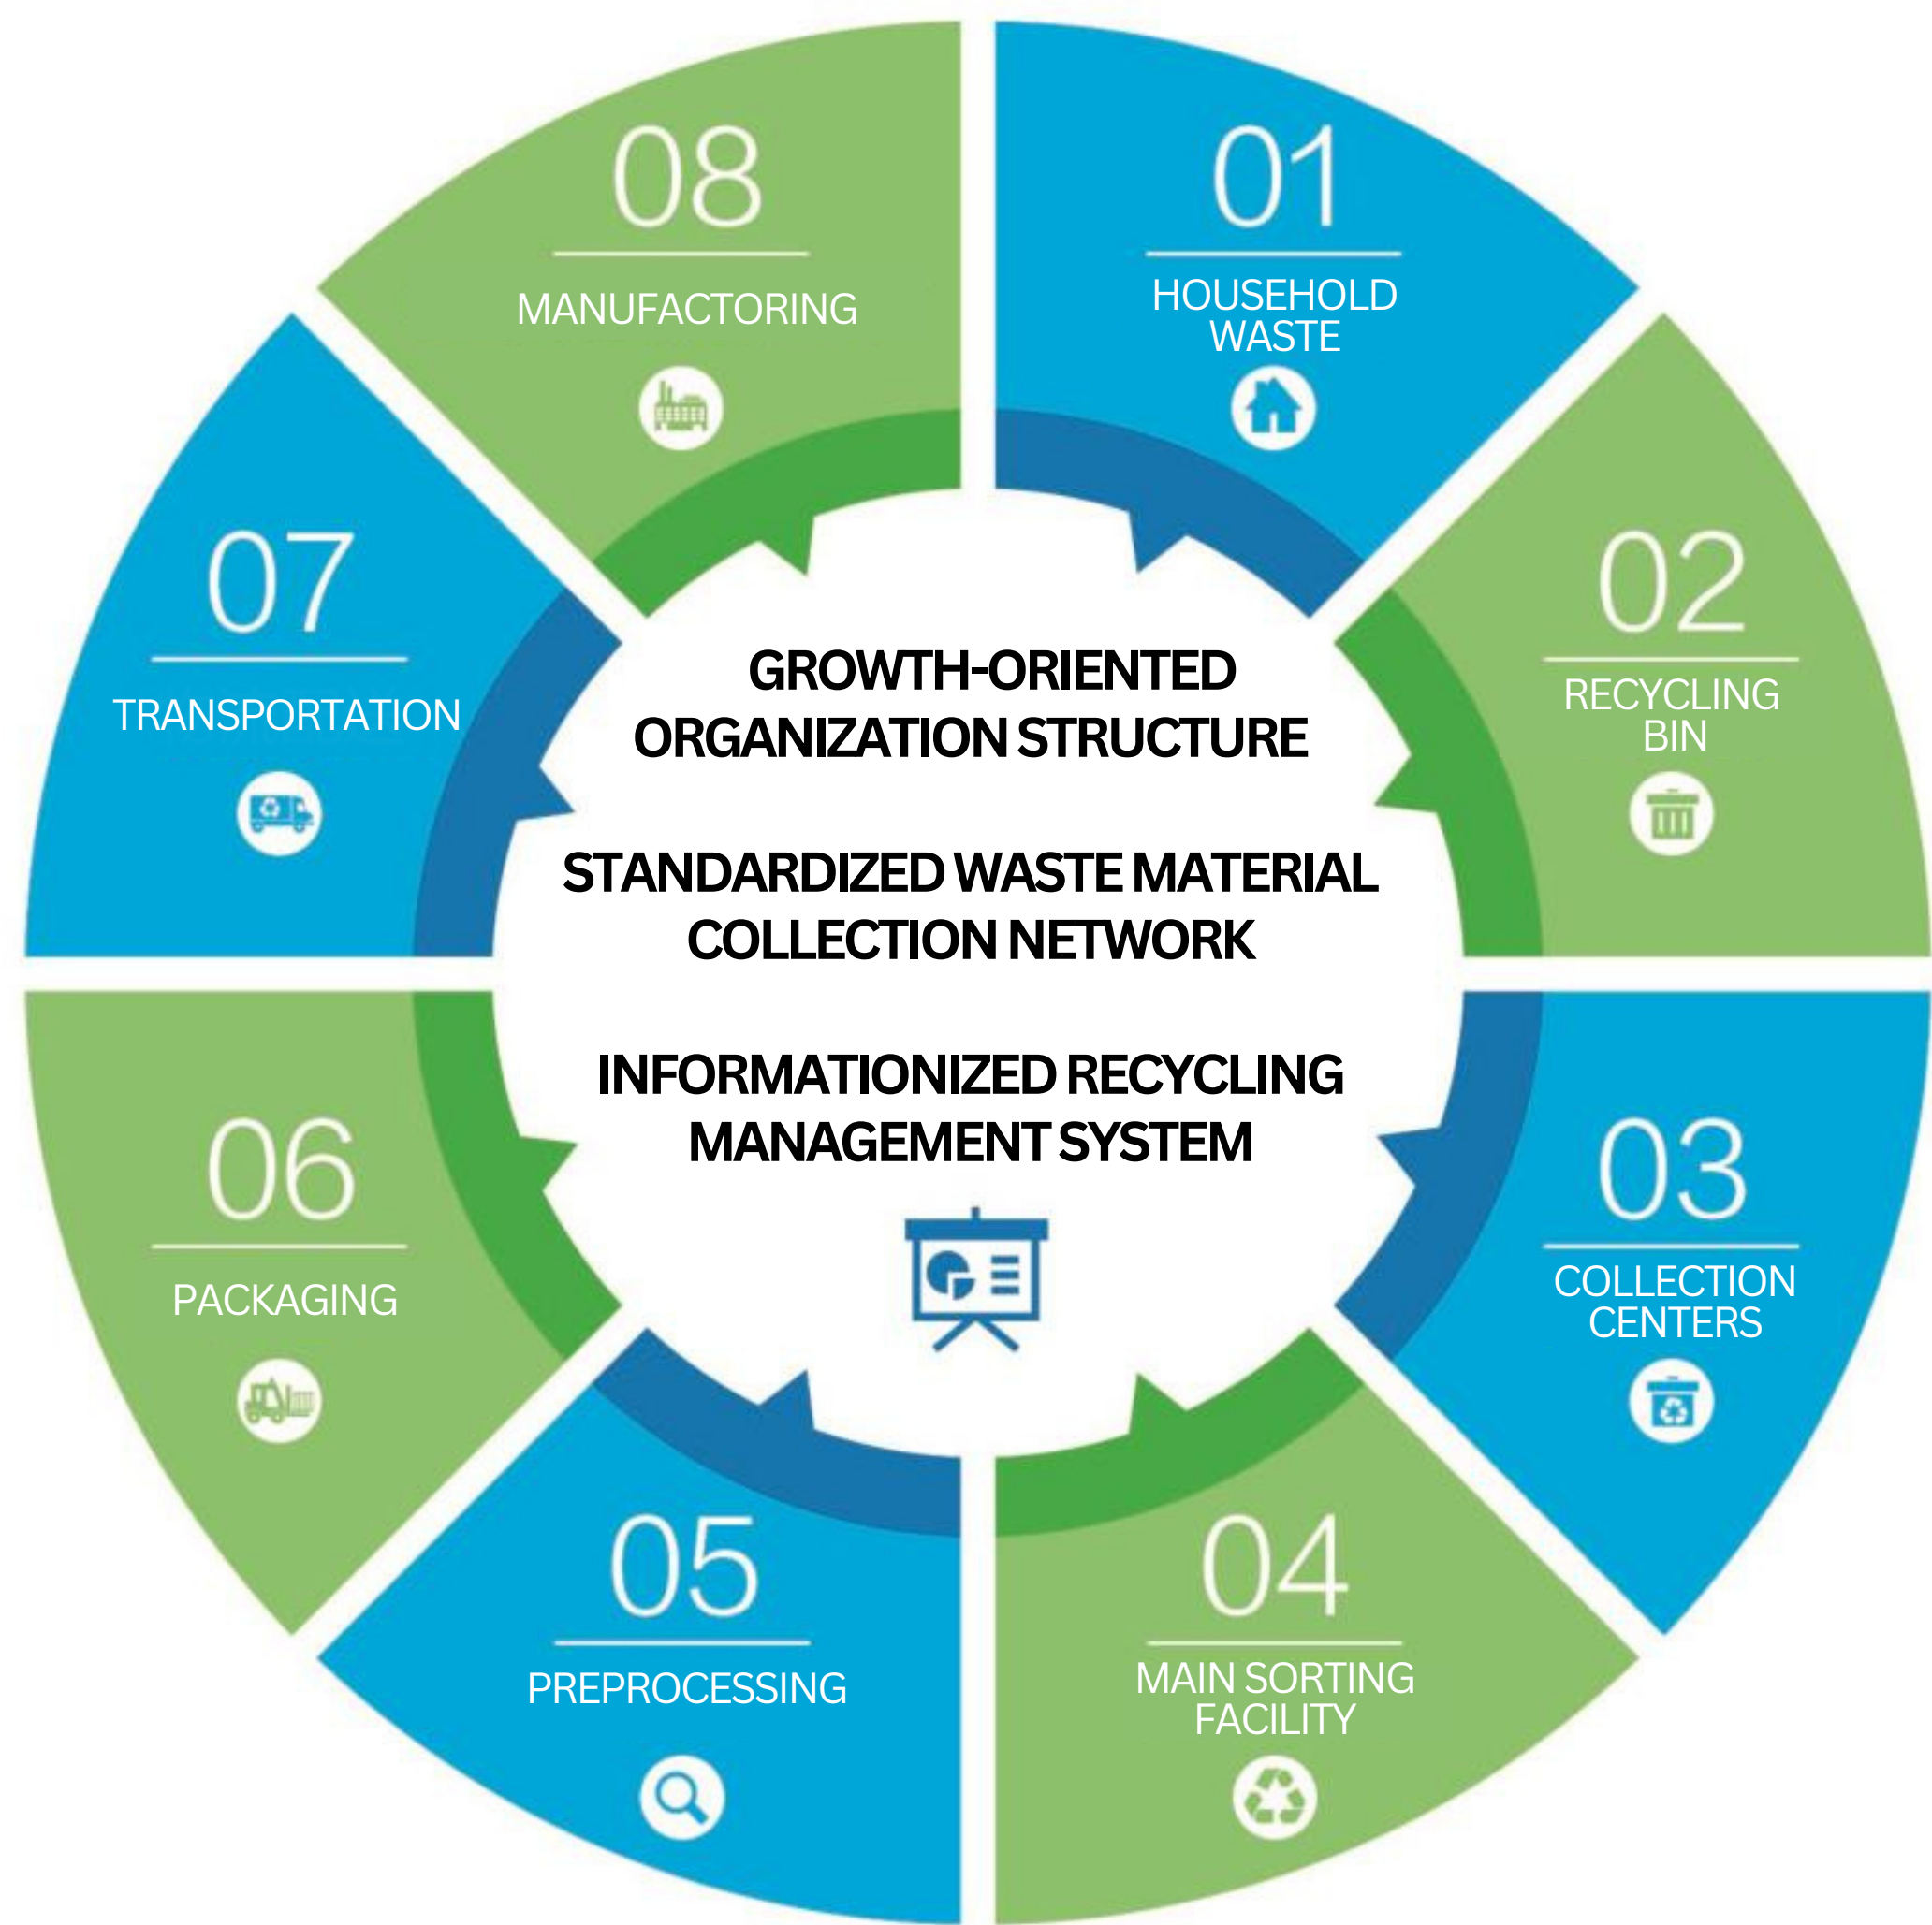 01
HOUSEHOLD
WASTE
02
RECYCLING
BIN
03
COLLECTION
CENTERS
04
MAIN SORTING
FACILITY
05
PREPROCESSING
06
PACKAGING
07
TRANSPORTATION
08
MANUFACTORING
GROWTH-ORIENTED
ORGANIZATION STRUCTURE
STANDARDIZED WASTE MATERIAL
COLLECTION NETWORK
INFORMATIONIZED RECYCLING
MANAGEMENT SYSTEM